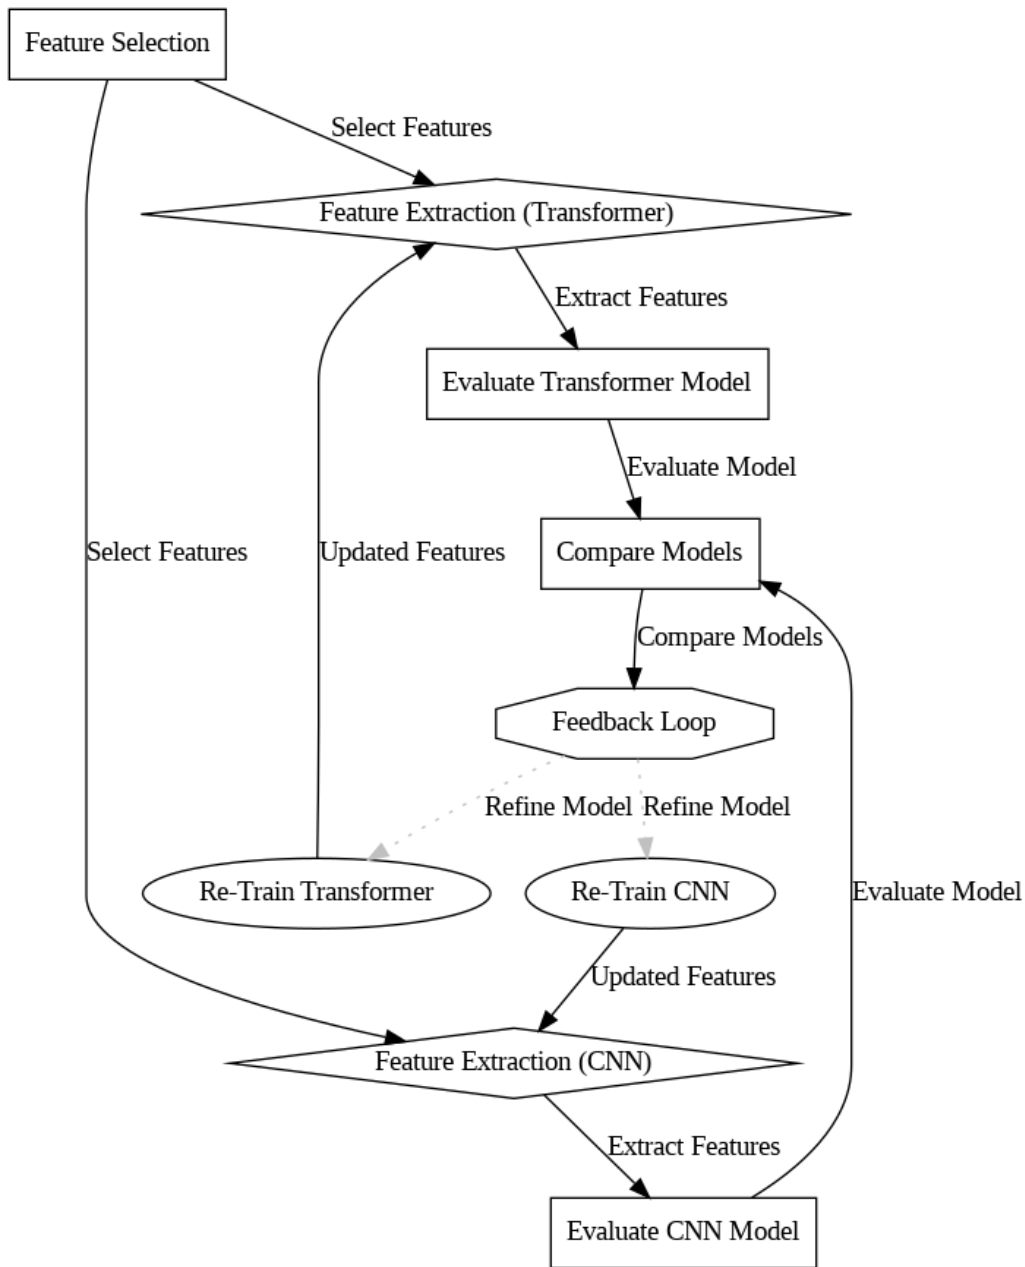 Feature Selection
Select Features
Feature Extraction (Transformer)
Extract Features
Evaluate Transformer Model
Evaluate Model
Select Features
Updated Features
Compare Models
Compare Models
Feedback Loop
Refine Model
Refine Model
Re-Train Transformer
Re-Train CNN
Evaluate Model
Updated Features
Feature Extraction (CNN)
Extract Features
Evaluate CNN Model